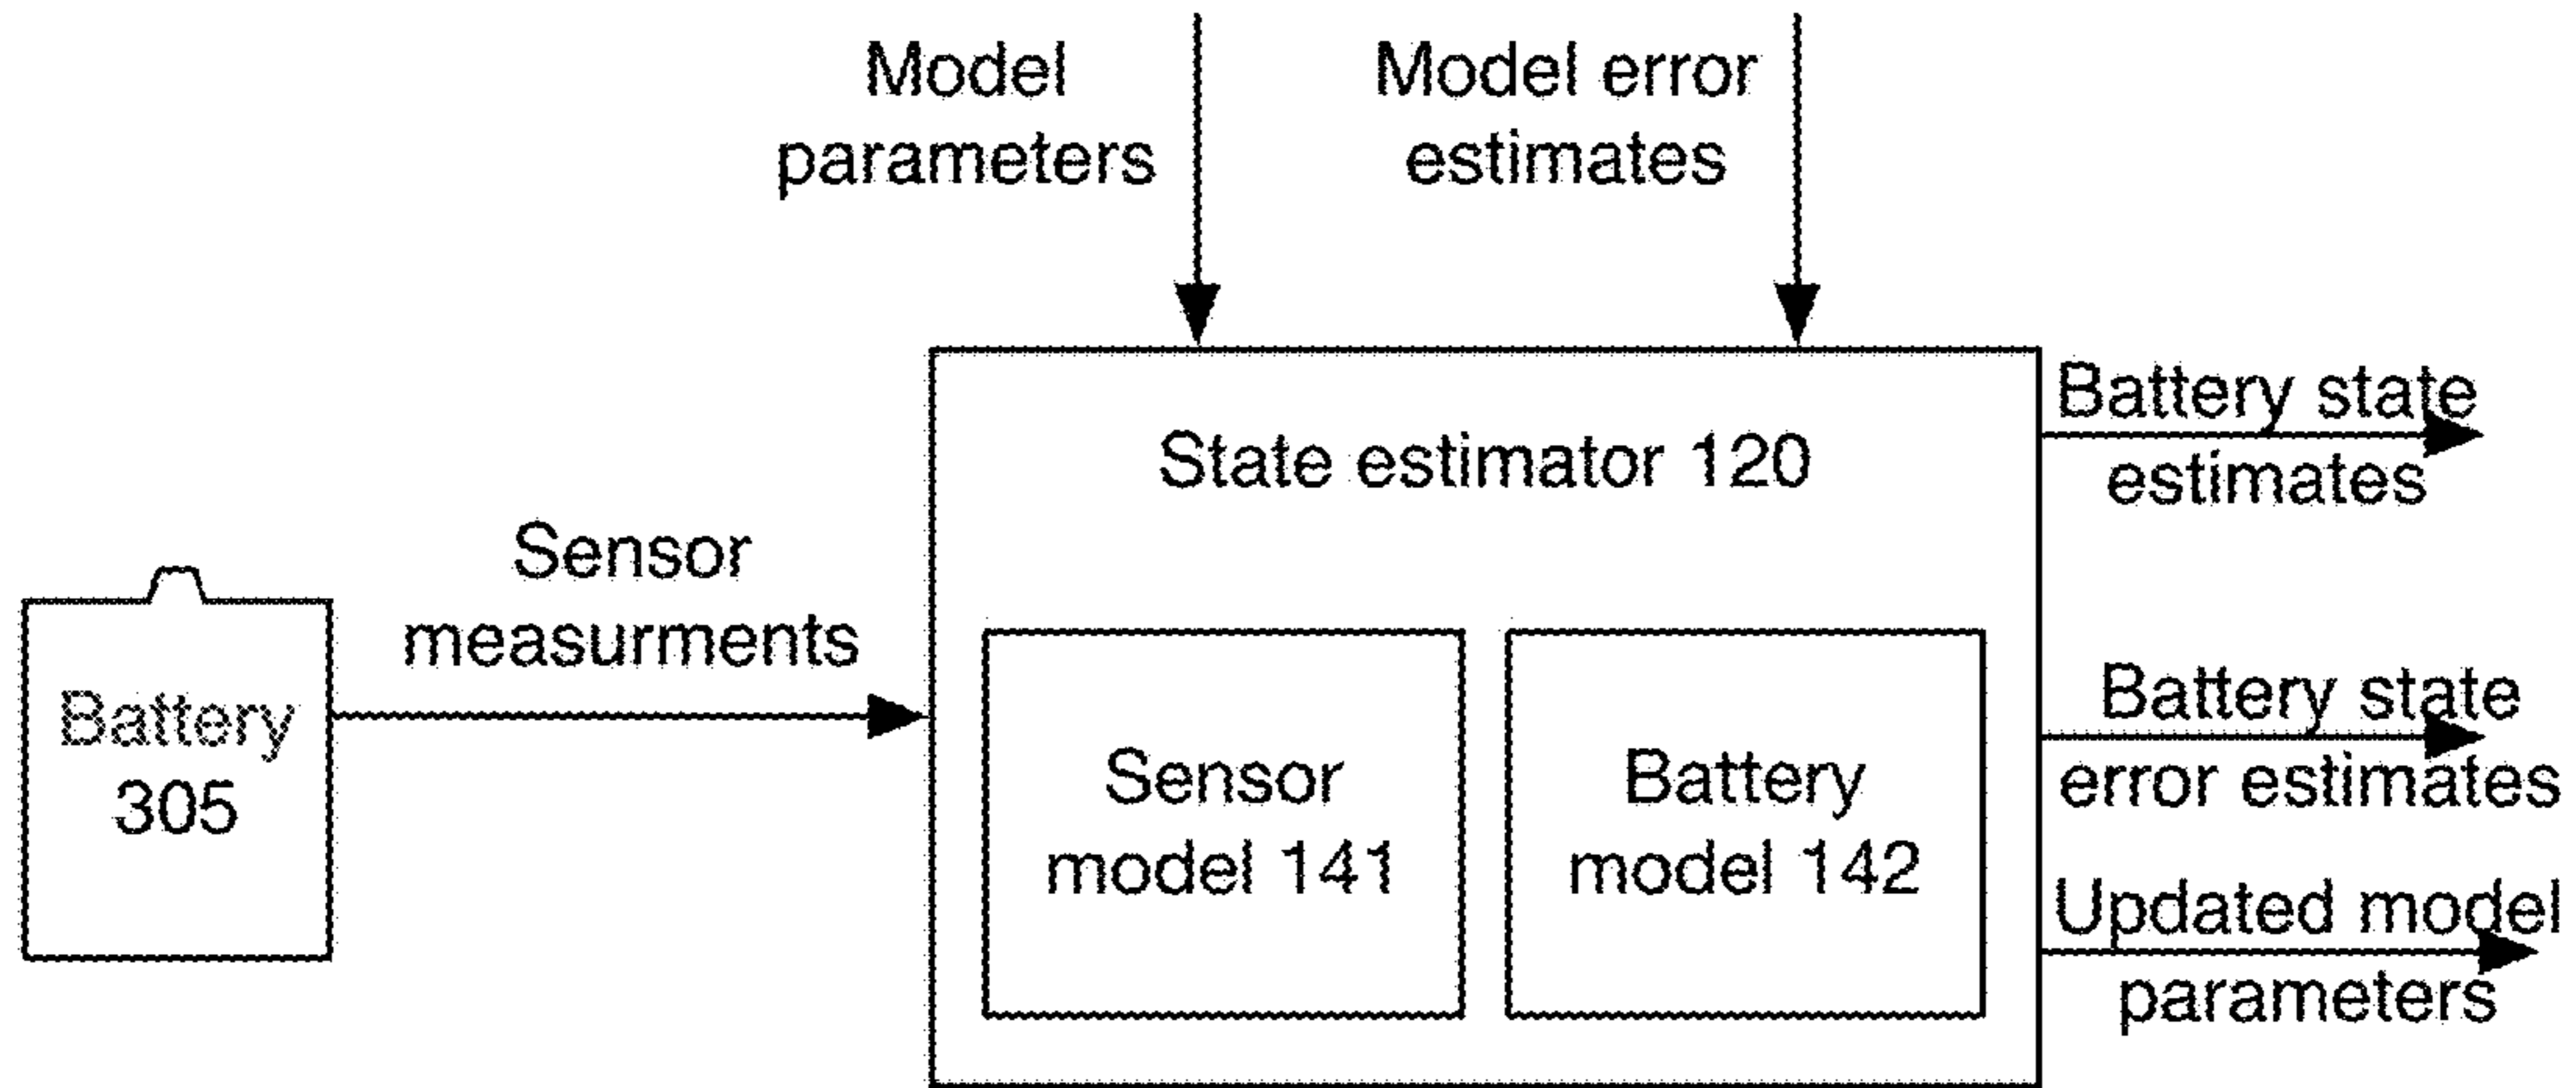 Model
parameters
Model error
estimates
State estimator 120
Battery state
estimates
Sensor
measurments
Battery
305
Sensor
model 141
Battery
model 142
Battery state
error estimates
Updated model
parameters